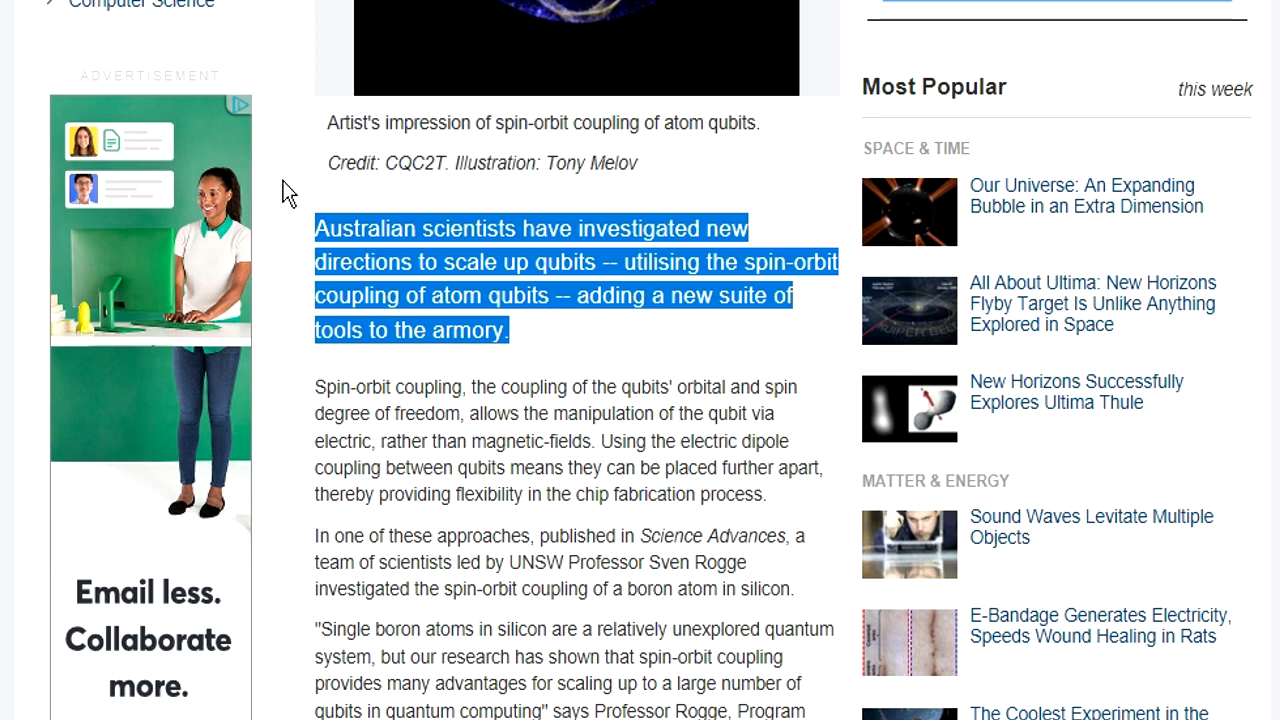 Computer Science
ADVERTISEMENT
Email less.
Collaborate
more.
Artist's impression of spin-orbit coupling of atom qubits.
Credit: CQC2T. Illustration: Tony Melov
Australian scientists have investigated new
directions to scale up qubits -- utilising the spin-orbit
coupling of atom qubits -- adding a new suite of
tools to the armory.
Spin-orbit coupling, the coupling of the qubits' orbital and spin
degree of freedom, allows the manipulation of the qubit via
electric, rather than magnetic-fields. Using the electric dipole
coupling between qubits means they can be placed further apart,
thereby providing flexibility in the chip fabrication process.
In one of these approaches, published in Science Advances, a
team of scientists led by UNSW Professor Sven Rogge
investigated the spin-orbit coupling of a boron atom in silicon.
"Single boron atoms in silicon are a relatively unexplored quantum
system, but our research has shown that spin-orbit coupling
provides many advantages for scaling up to a large number of
qubits in quantum computing" says Professor Rogge, Program
Most Popular
this week
SPACE & TIME
Our Universe: An Expanding
Bubble in an Extra Dimension
All About Ultima: New Horizons
Flyby Target Is Unlike Anything
Explored in Space
New Horizons Successfully
Explores Ultima Thule
MATTER & ENERGY
Sound Waves Levitate Multiple
Objects
E-Bandage Generates Electricity,
Speeds Wound Healing in Rats
The Coolest Experiment in the